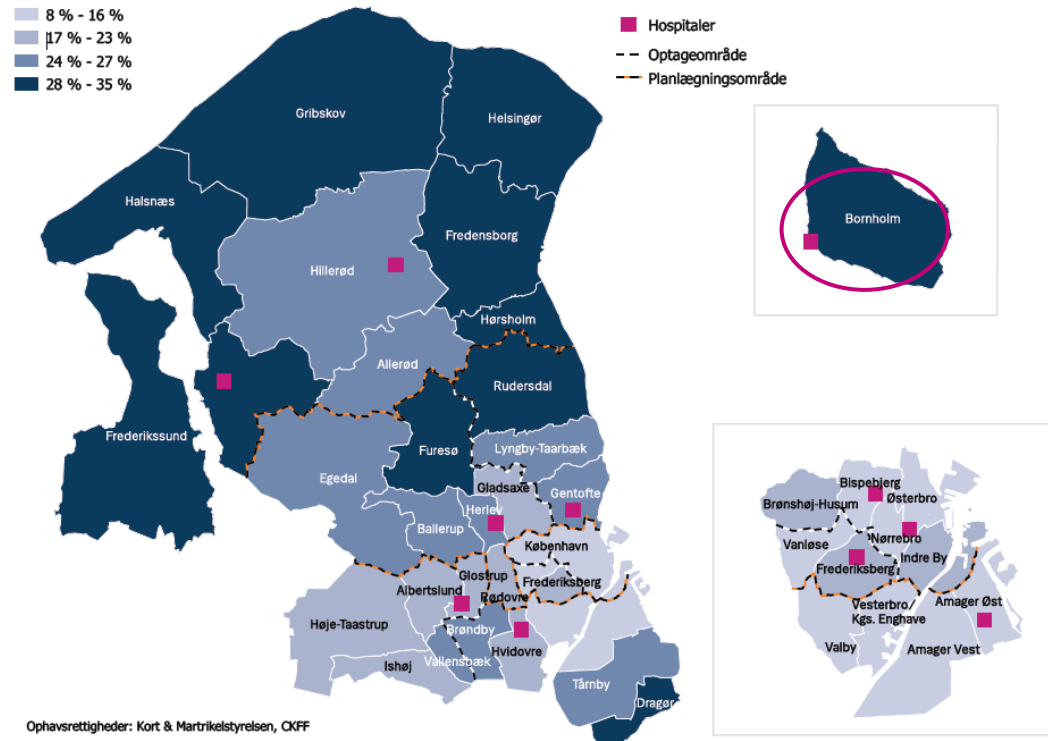 8 % - 16 %
17 % - 23 %
24 % - 27 %
28 % - 35 %
Hospitaler
Optageområde
Planlægningsområde
Gribskov
Helsingør
Halsnæs
Fredensborg
Hillerød
Hørsholm
Allerød
Rudersdal
Frederikssund
Furesø
Lyngby-Taarbæk
Egedal
Gladsaxe
Gentofte
Herlev
Ballerup
København
Glostrup
Frederiksberg
Albertslund
Rødovre
Høje-Taastrup
Brøndby
Hvidovre
Vallensbæk
Ishøj
Tårnby
Dragør
Bornholm
Bispebjerg
Østerbro
Brønshøj-Husum
Nørrebro
Vanløse
Indre By
Frederiksberg
Vesterbro/
Kgs. Enghave
Amager Øst
Valby
Amager Vest
Ophavsrettigheder: Kort & Martrikelstyrelsen, CKFF